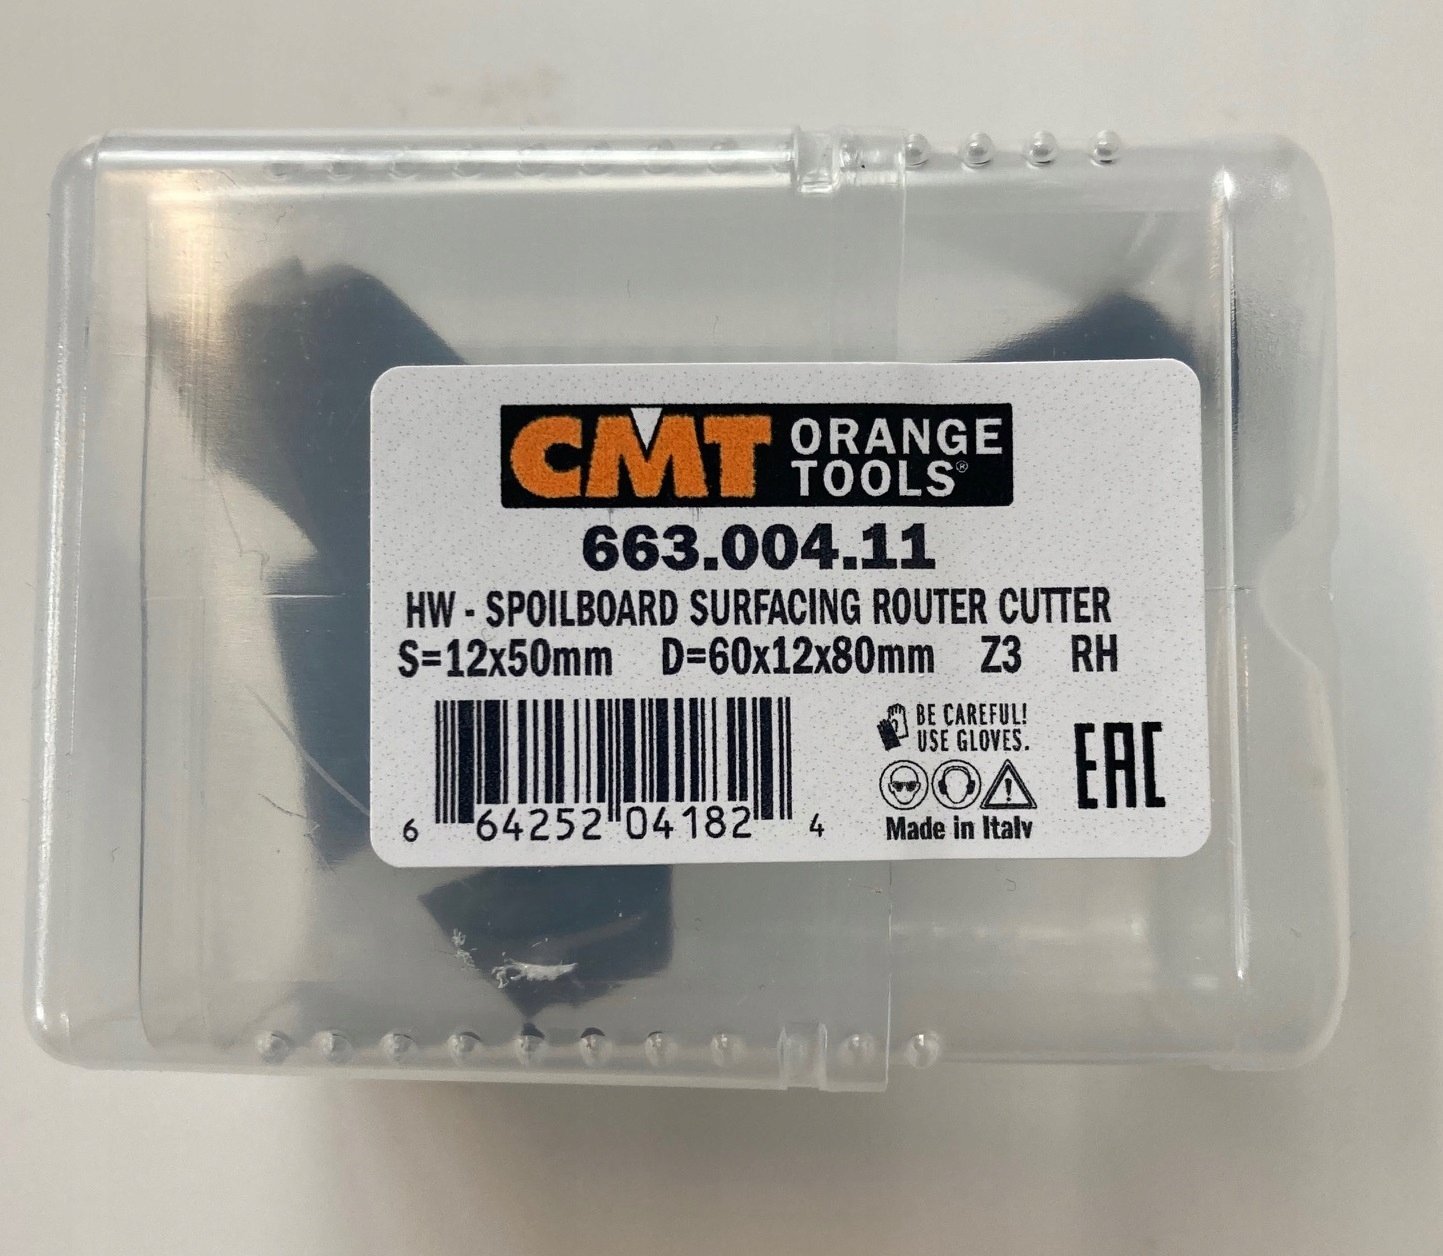 CMT ORANGE TOOLS®
663.004.11
HW - SPOILBOARD SURFACING ROUTER CUTTER
S=12x50mm D=60x12x80mm Z3 RH
BE CAREFUL!
USE GLOVES.
EAC
6 64252 04182 4
Made in Italy